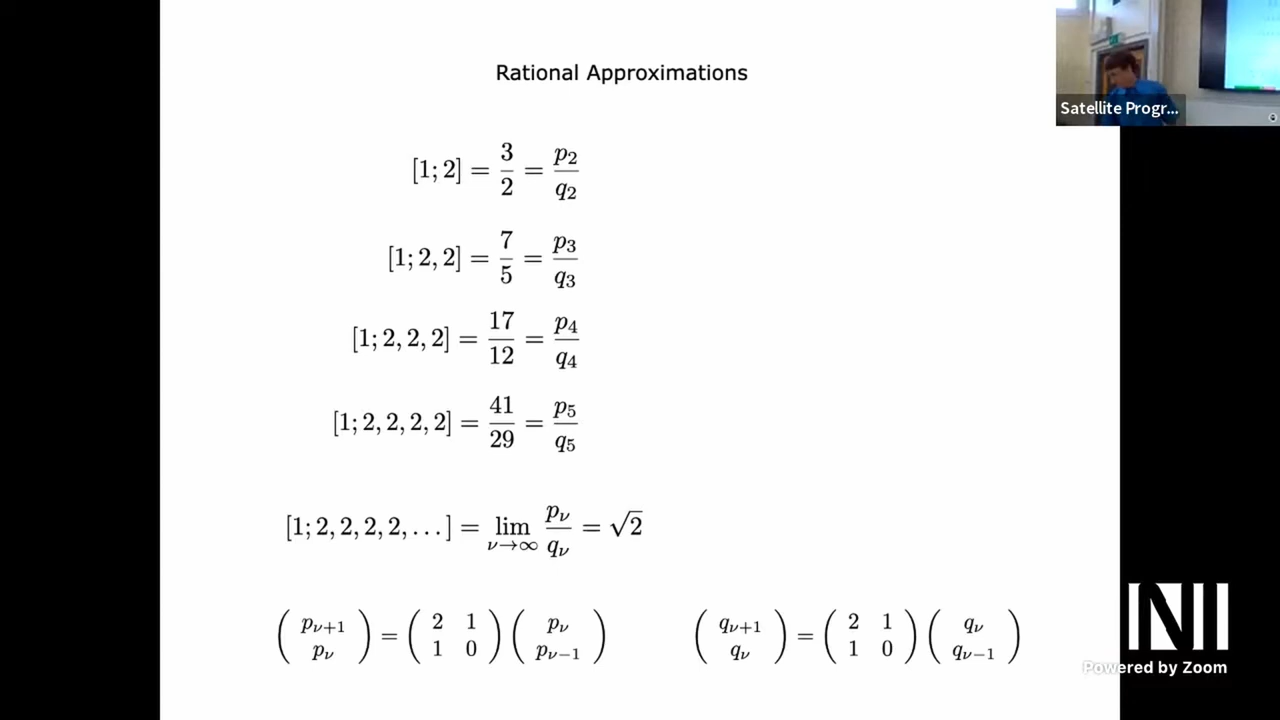 Rational Approximations
Satellite Progr...
[1; 2] = 3/2 = p₂/q₂
[1; 2, 2] = 7/5 = p₃/q₃
[1; 2, 2, 2] = 17/12 = p₄/q₄
[1; 2, 2, 2, 2] = 41/29 = p₅/q₅
[1; 2, 2, 2, 2, . . . ] = lim_{ν→∞} p_ν/q_ν = √2
( p_{ν+1} ; p_ν ) = ( 2 1 ; 1 0 ) ( p_ν ; p_{ν−1} )    ( q_{ν+1} ; q_ν ) = ( 2 1 ; 1 0 ) ( q_ν ; q_{ν−1} )
Powered by Zoom